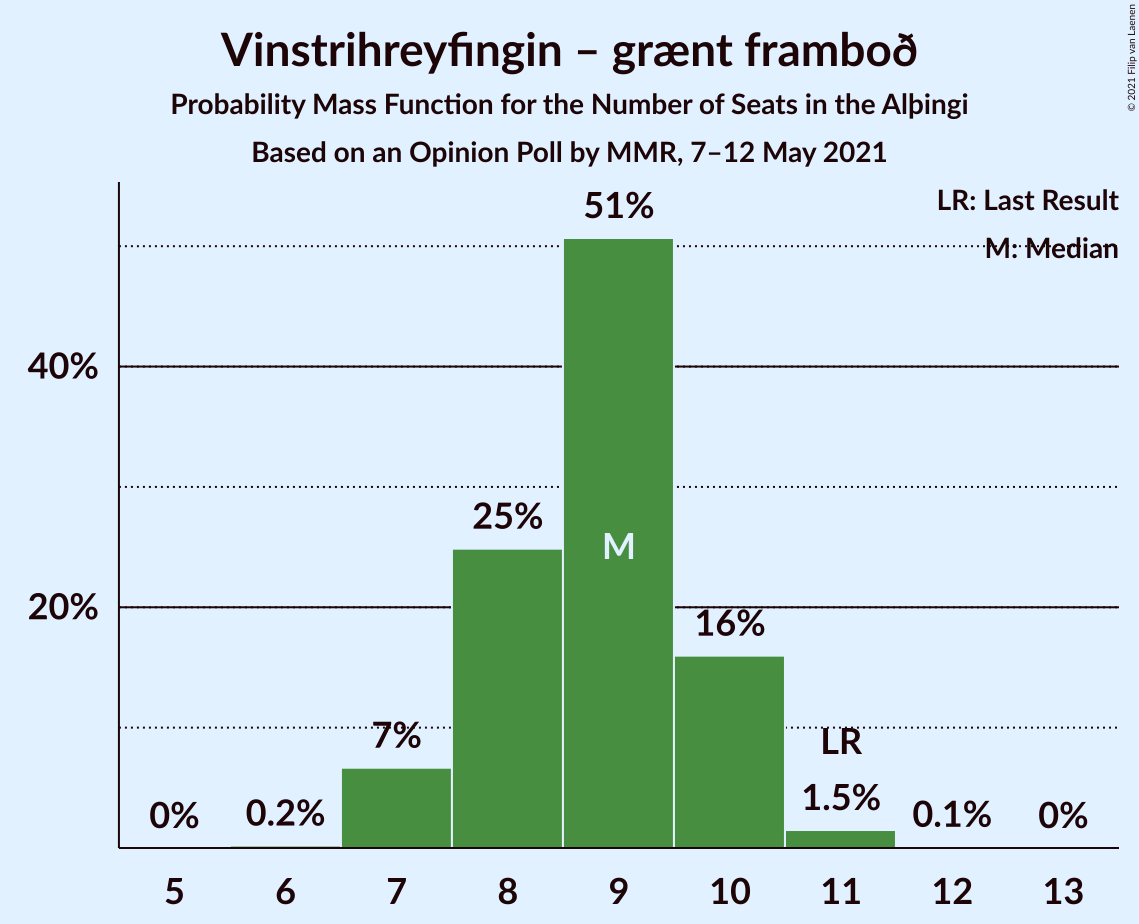 Vinstrihreyfingin – grænt framboð
Probability Mass Function for the Number of Seats in the Alþingi
Based on an Opinion Poll by MMR, 7–12 May 2021
© 2021 Filip van Laenen
LR: Last Result
M: Median
51%
40%
25%
M
20%
16%
7%
LR
0%
0.2%
1.5%
0.1%
0%
5 6 7 8 9 10 11 12 13